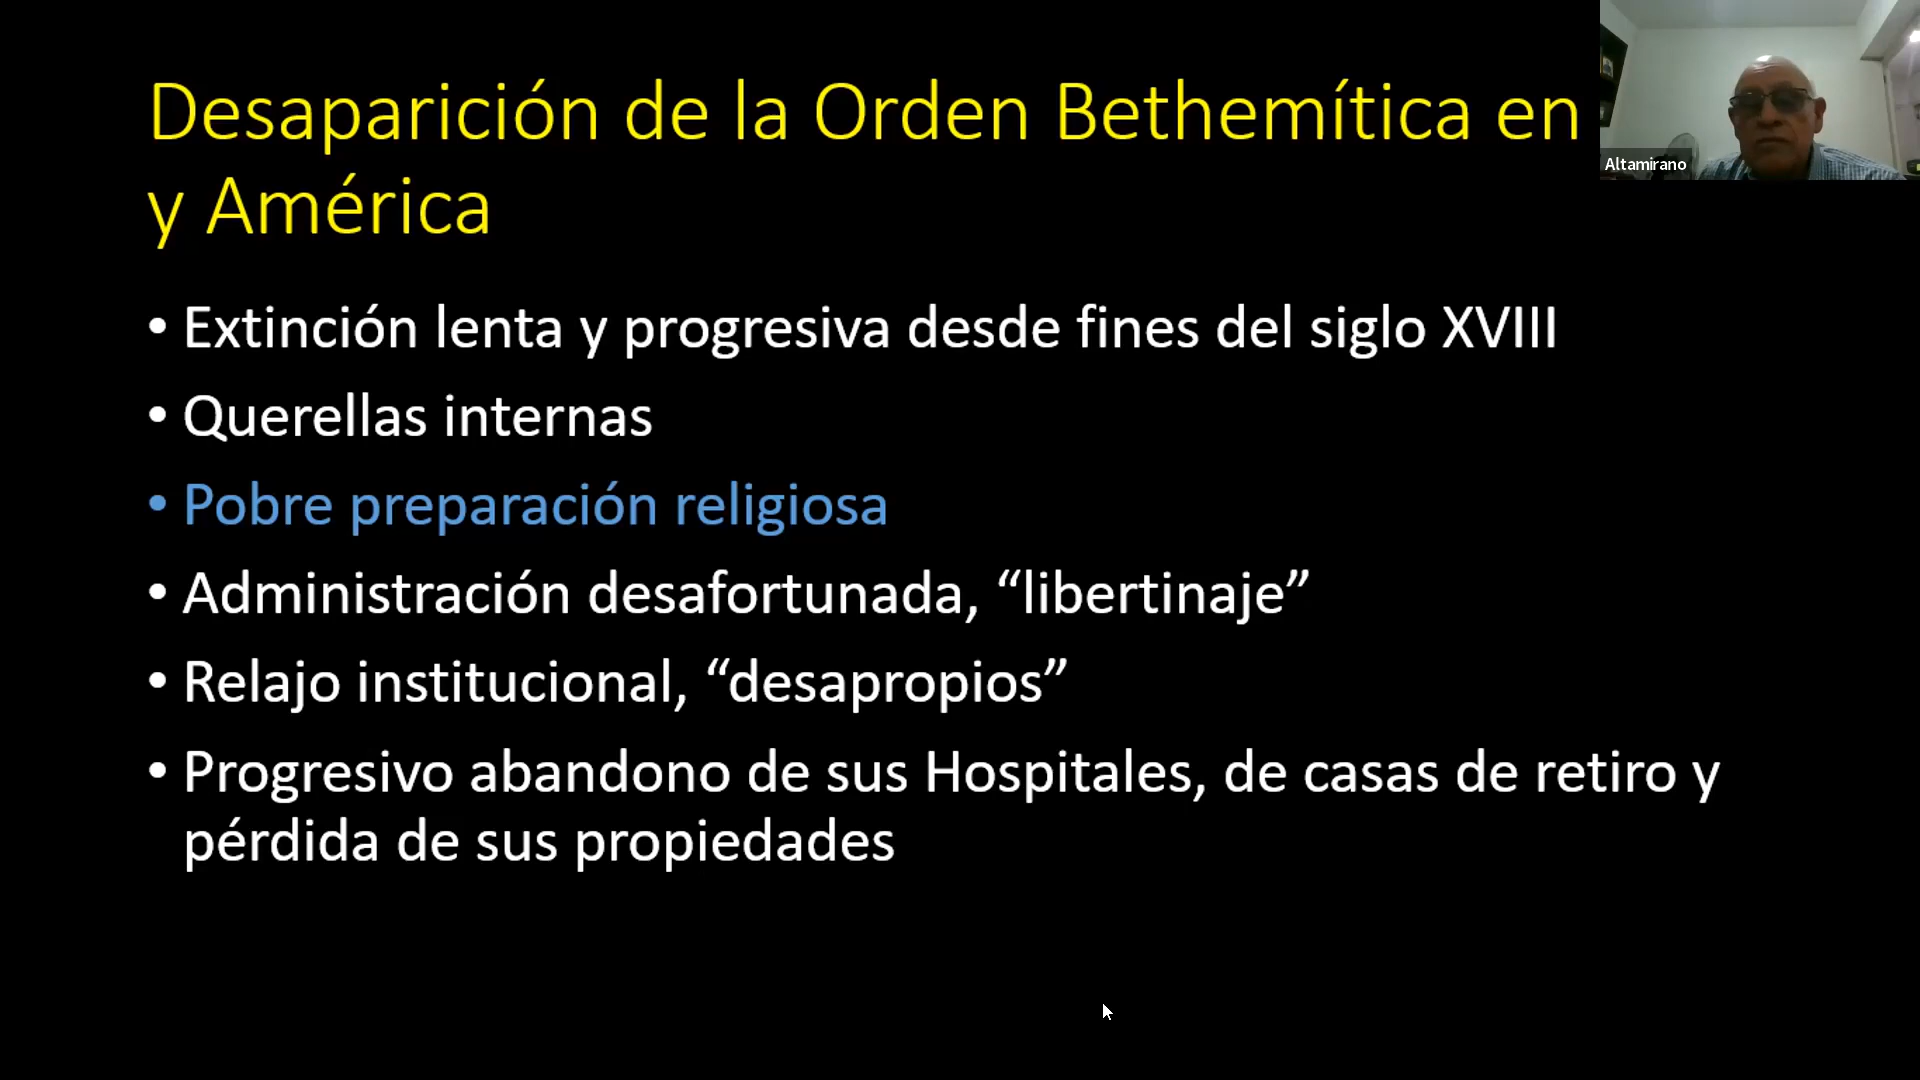 Desaparición de la Orden Bethemítica en
y América
• Extinción lenta y progresiva desde fines del siglo XVIII
• Querellas internas
• Pobre preparación religiosa
• Administración desafortunada, “libertinaje”
• Relajo institucional, “desapropios”
• Progresivo abandono de sus Hospitales, de casas de retiro y
pérdida de sus propiedades
Altamirano